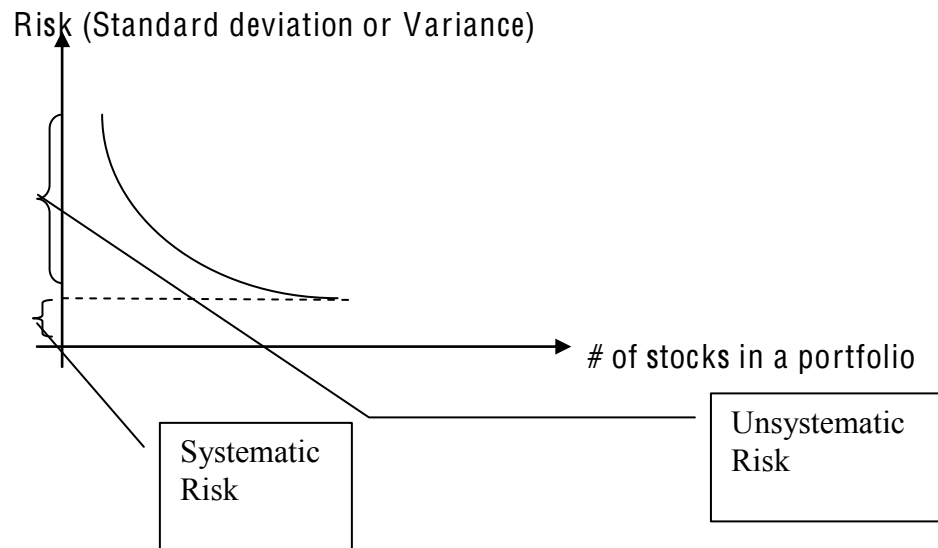 Risk (Standard deviation or Variance)
# of stocks in a portfolio
Systematic
Risk
Unsystematic
Risk